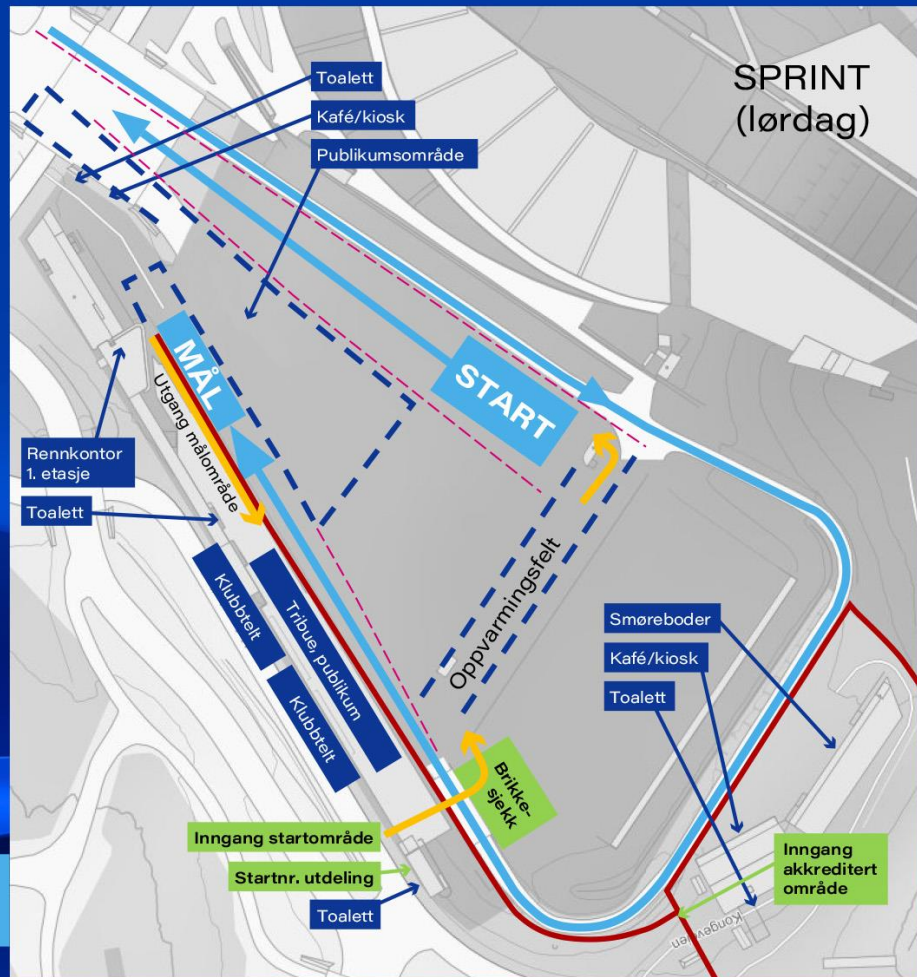 SPRINT
(lørdag)
Toalett
Kafé/kiosk
Publikumsområde
MÅL
START
Utgang målområde
Rennkontor
1. etasje
Toalett
Klubbtelt
Tribue, publikum
Klubbtelt
Oppvarmingsfelt
Smøreboder
Kafé/kiosk
Toalett
Brikke-
sjekk
Inngang startområde
Startnr. utdeling
Toalett
Inngang
akkreditert
område
Kongeveien